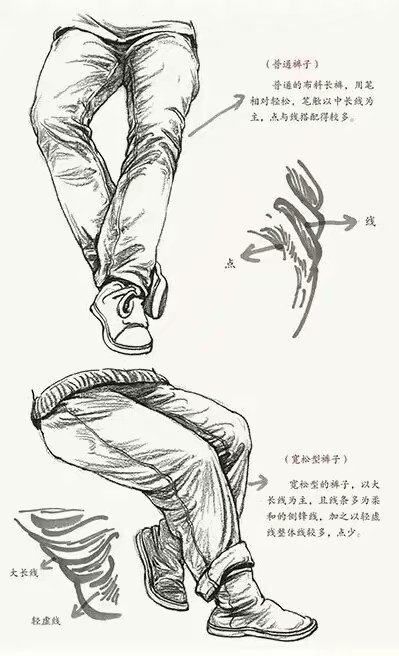 （普通裤子）
普通的布料长裤，用笔
相对轻松，笔触以中长线为
主，点与线搭配得较多。
线
点
（宽松型裤子）
宽松型的裤子，以大
长线为主，且线条多为柔
和的侧锋线，加之以轻虚
线整体线较多，点少。
大长线
轻虚线